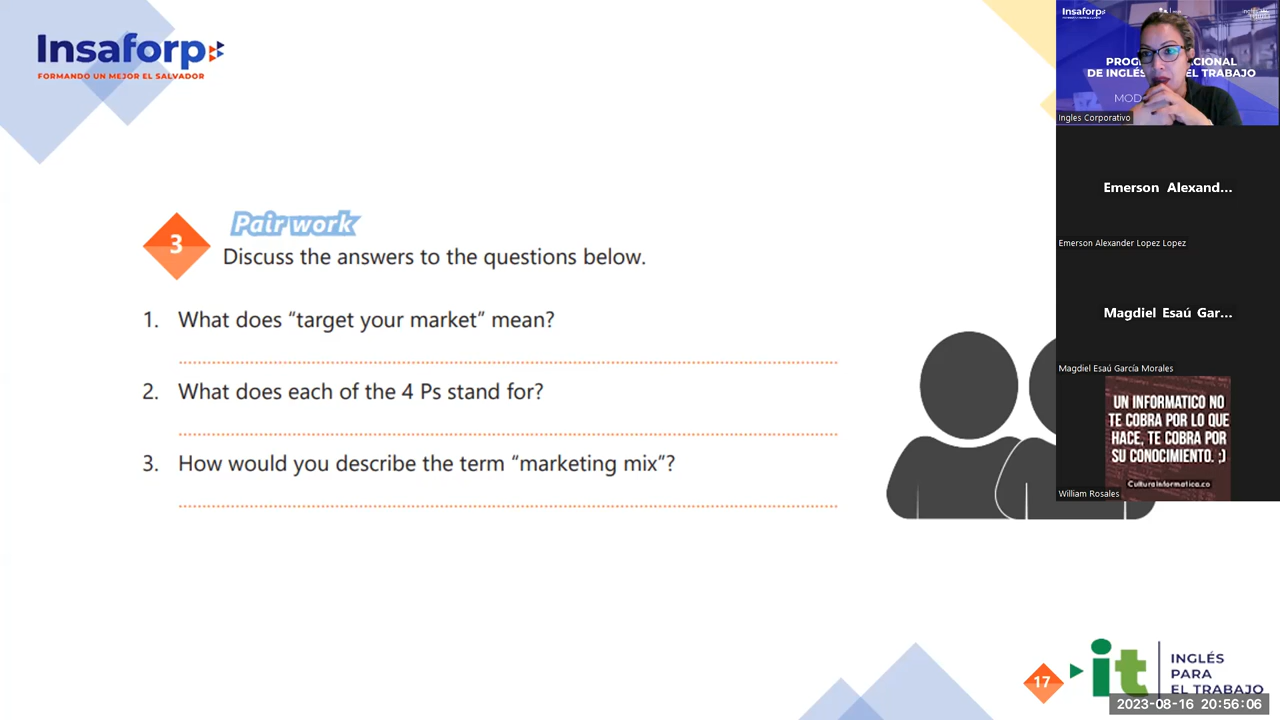 Insaforp
FORMANDO UN MEJOR EL SALVADOR
3
Pair work
Discuss the answers to the questions below.
1. What does “target your market” mean?
2. What does each of the 4 Ps stand for?
3. How would you describe the term “marketing mix”?
17
it
INGLÉS
PARA
EL TRABAJO
Insaforp
PROG CIONAL
DE INGLÉS EL TRABAJO
MOD
Ingles Corporativo
Emerson Alexand...
Emerson Alexander Lopez Lopez
Magdiel Esaú Gar...
Magdiel Esaú García Morales
UN INFORMATICO NO
TE COBRA POR LO QUE
HACE, TE COBRA POR
SU CONOCIMIENTO. ;)
CulturaInformatica.co
William Rosales
2023-08-16 20:56:06